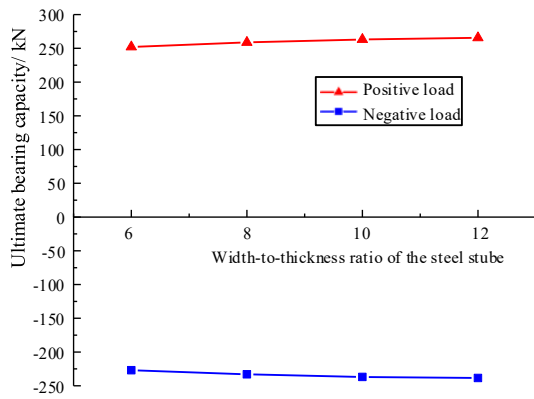 300
250
200
150
100
50
0
-50
-100
-150
-200
-250
Ultimate bearing capacity/ kN
Positive load
Negative load
6 8 10 12
Width-to-thickness ratio of the steel stube